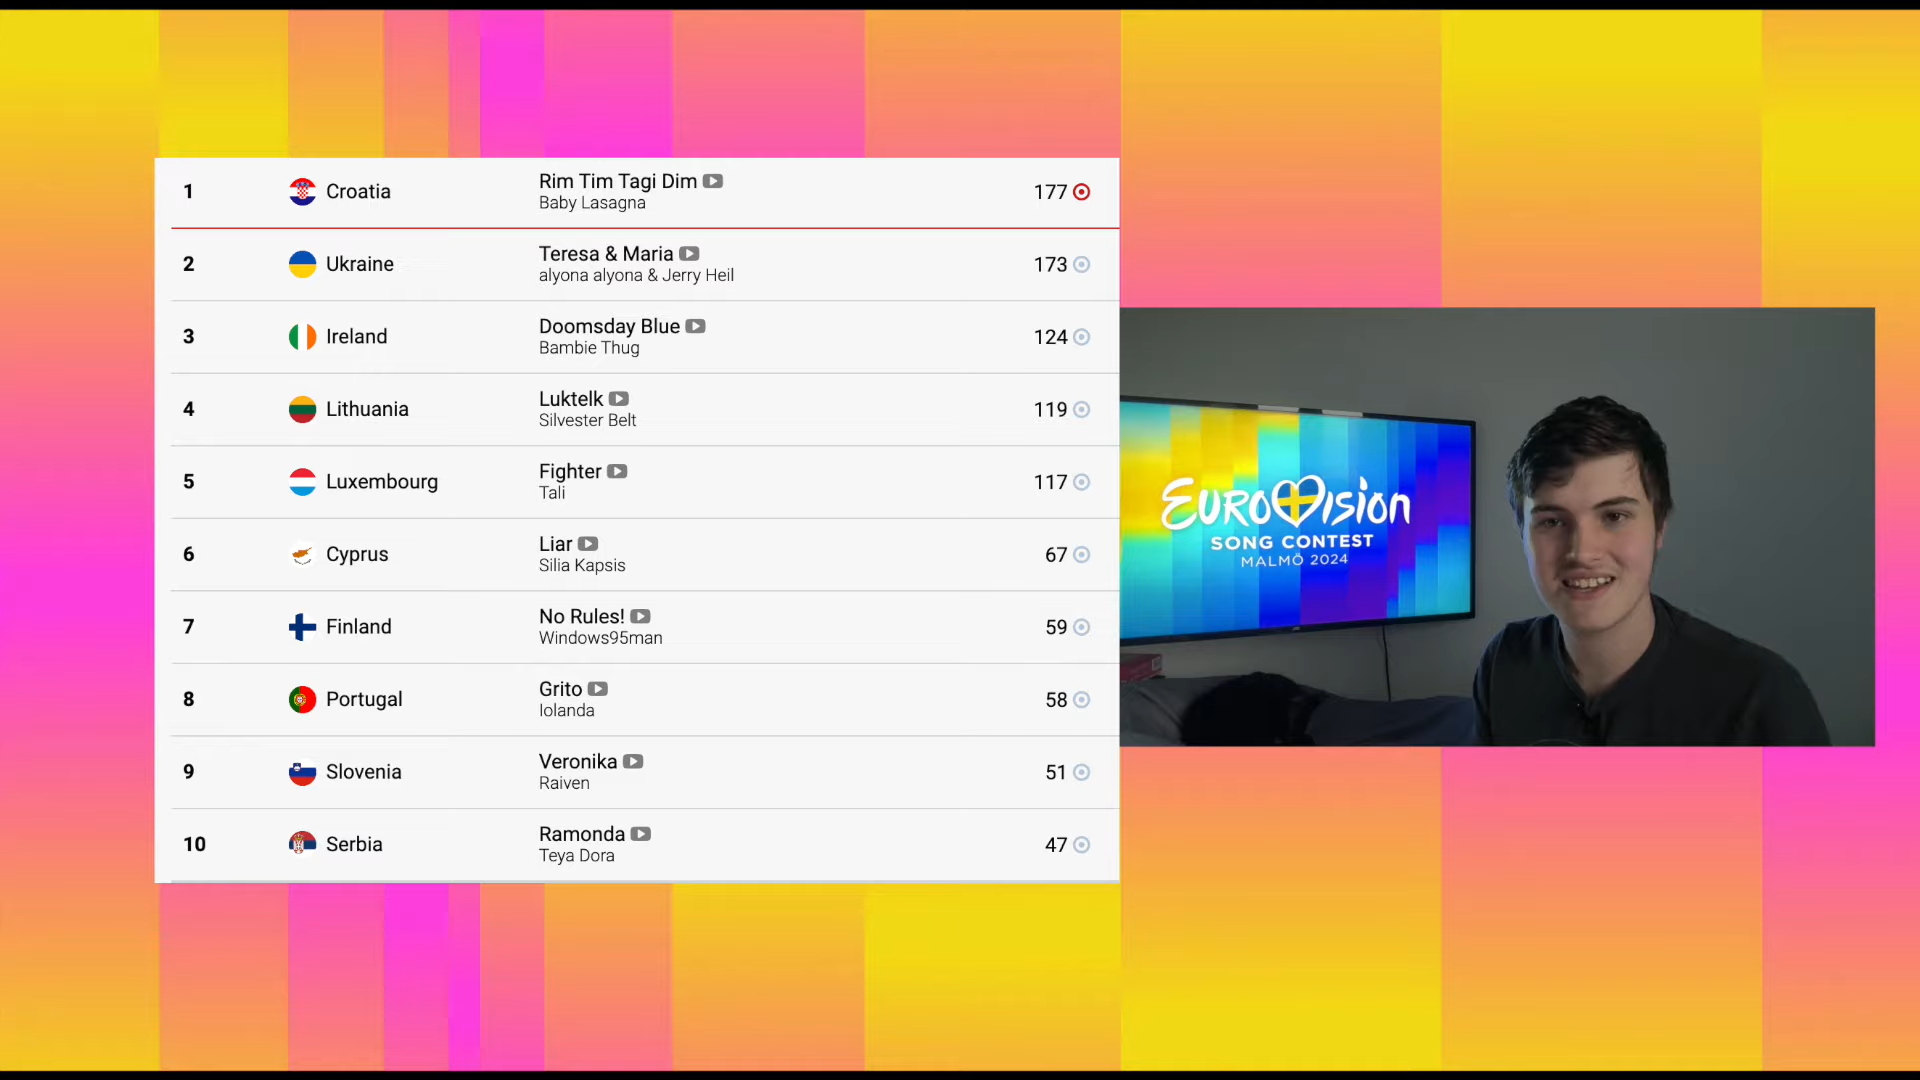 1 Croatia Rim Tim Tagi Dim 177
Baby Lasagna
2 Ukraine Teresa & Maria 173
alyona alyona & Jerry Heil
3 Ireland Doomsday Blue 124
Bambie Thug
4 Lithuania Luktelk 119
Silvester Belt
5 Luxembourg Fighter 117
Tali
6 Cyprus Liar 67
Silia Kapsis
7 Finland No Rules! 59
Windows95man
8 Portugal Grito 58
Iolanda
9 Slovenia Veronika 51
Raiven
10 Serbia Ramonda 47
Teya Dora
EUROVISION
SONG CONTEST
MALMÖ 2024